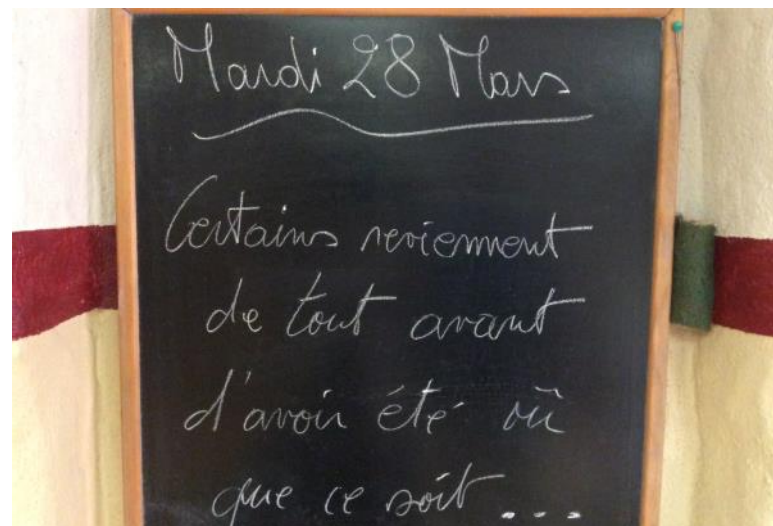 Mardi 28 Mars
Certains reviennent
de tout avant
d'avoir été où
que ce soit ...